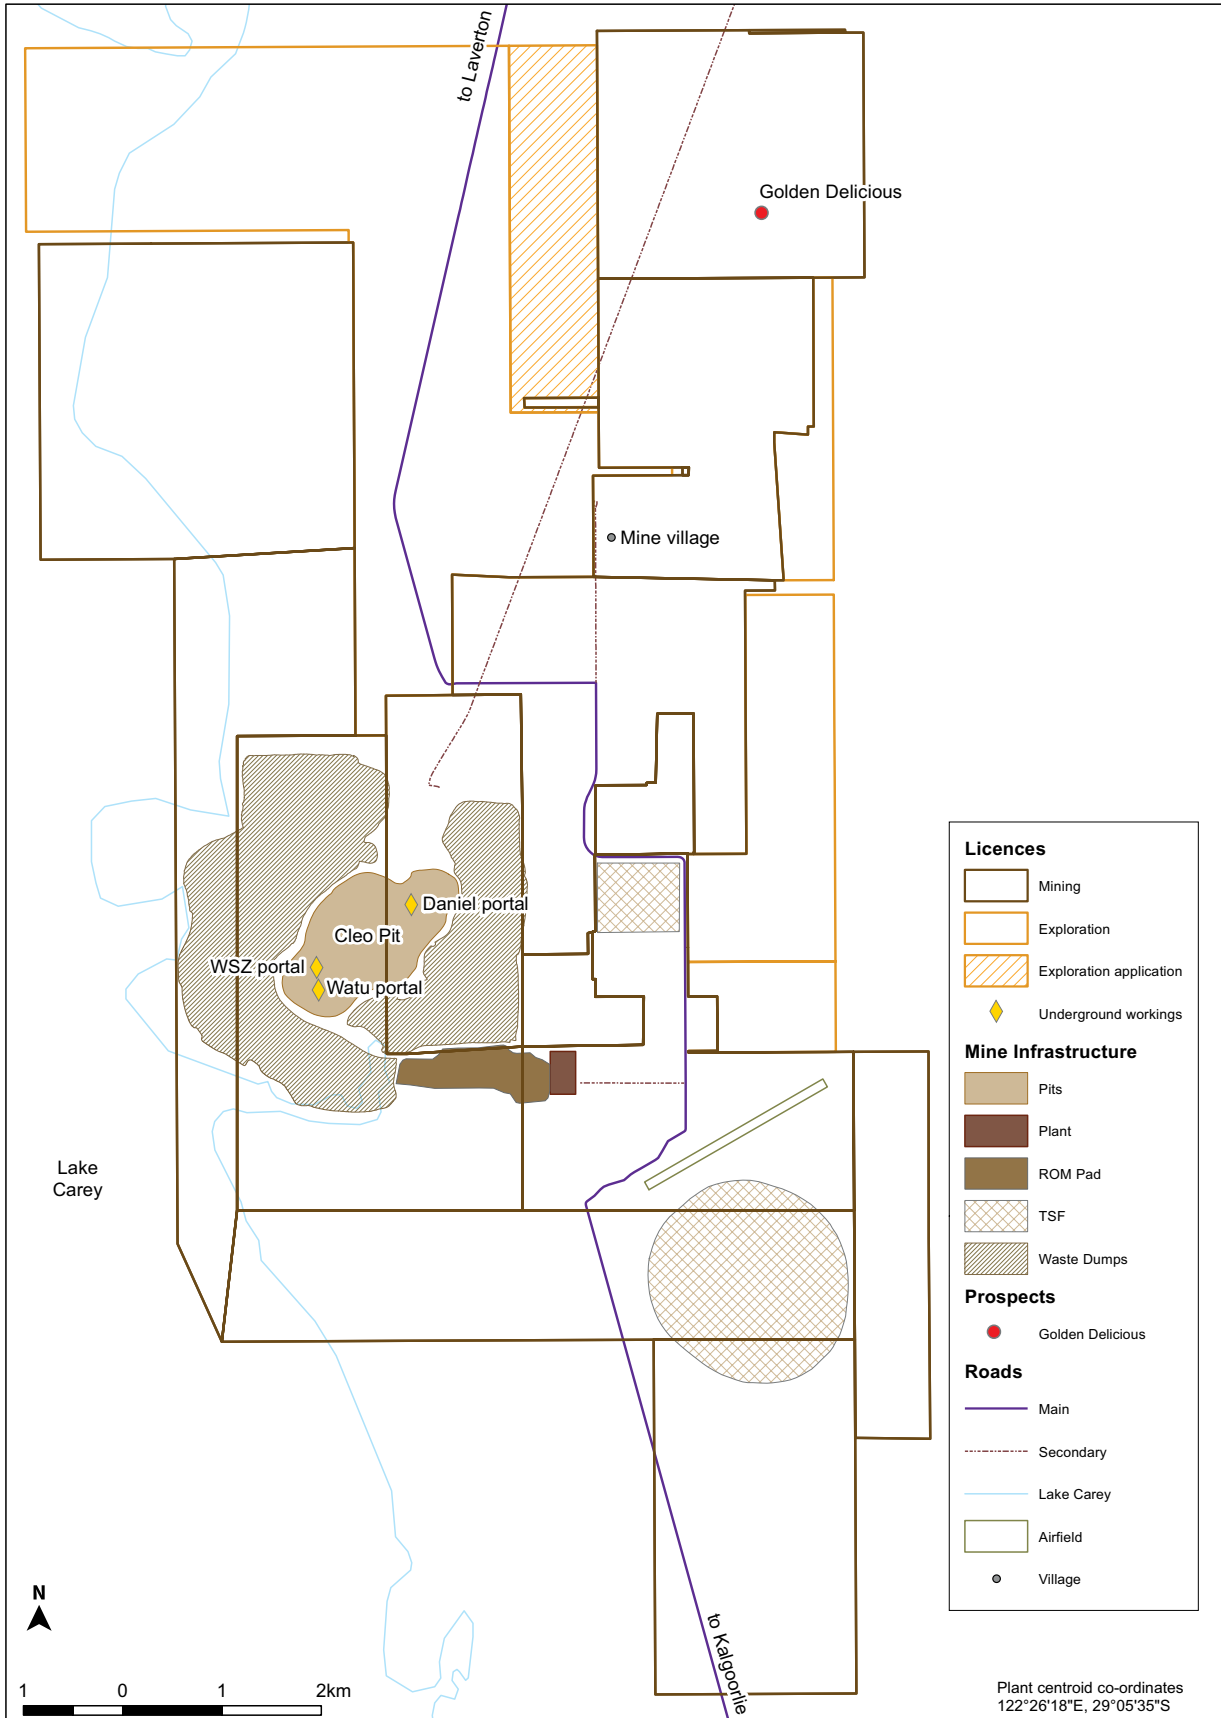 to Laverton
Golden Delicious
Mine village
Daniel portal
Cleo Pit
WSZ portal
Watu portal
Lake
Carey
to Kalgoorlie
Licences
Mining
Exploration
Exploration application
Underground workings
Mine Infrastructure
Pits
Plant
ROM Pad
TSF
Waste Dumps
Prospects
Golden Delicious
Roads
Main
Secondary
Lake Carey
Airfield
Village
N
1 0 1 2km
Plant centroid co-ordinates
122°26'18"E, 29°05'35"S